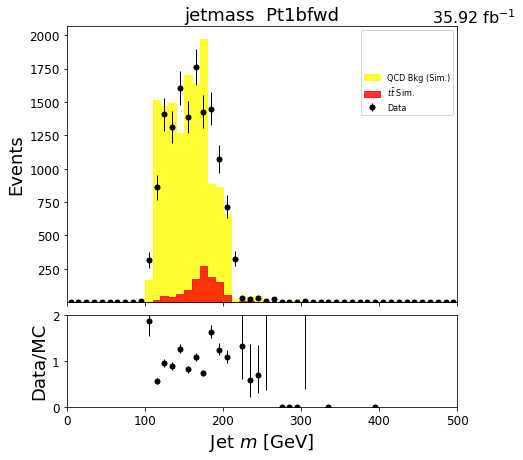 jetmass  Pt1bfwd
35.92 fb⁻¹
2000
1750
1500
1250
1000
750
500
250
Events
QCD Bkg (Sim.)
tt̄ Sim.
Data
2
1
0
Data/MC
0 100 200 300 400 500
Jet m [GeV]